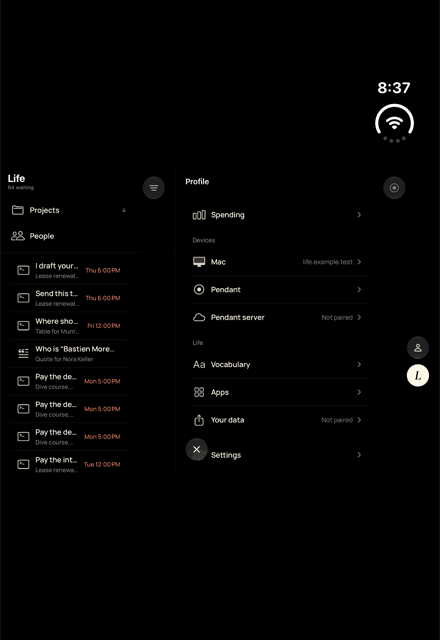 8:37
Life
64 waiting
Projects
4
People
I draft your...
Thu 6:00 PM
Lease renewal...
Send this t...
Thu 6:00 PM
Lease renewal...
Where sho...
Fri 12:00 PM
Table for Mum'...
Who is “Bastien More...
Quote for Nora Keller
Pay the de...
Mon 5:00 PM
Dive course,...
Pay the de...
Mon 5:00 PM
Dive course,...
Pay the de...
Mon 5:00 PM
Dive course,...
Pay the int...
Tue 12:00 PM
Lease renewa...
Profile
Spending
Devices
Mac
life.example.test
Pendant
Pendant server
Not paired
Life
Aa Vocabulary
Apps
Your data
Not paired
Settings
L